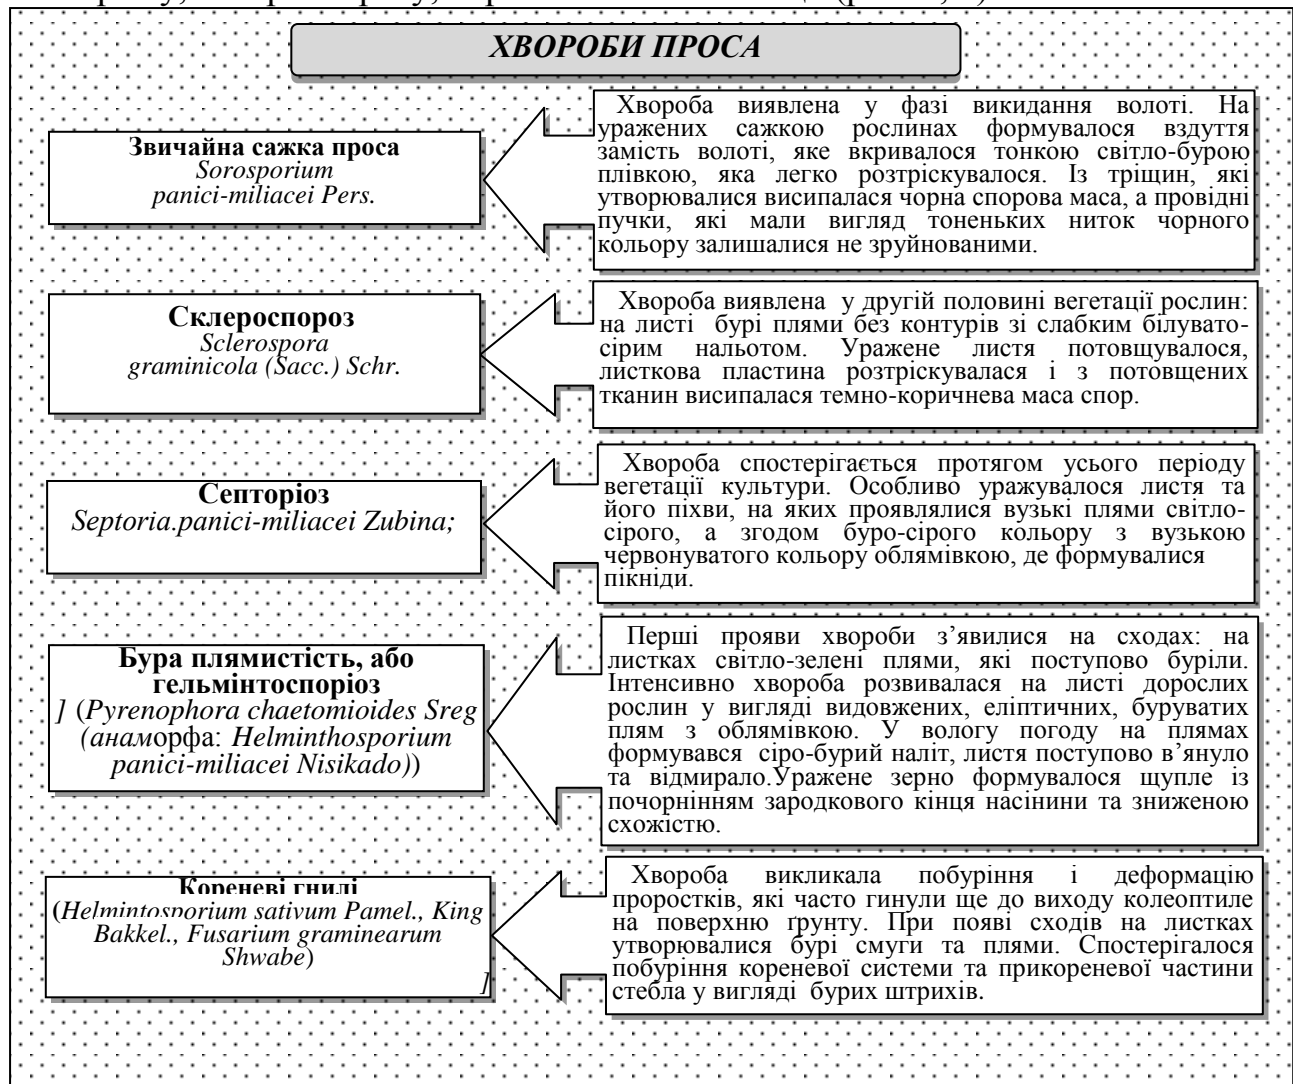 ХВОРОБИ ПРОСА
Звичайна сажка проса
Sorosporium
panici-miliacei Pers.
Хвороба виявлена у фазі викидання волоті. На
уражених сажкою рослинах формувалося вздуття
замість волоті, яке вкривалося тонкою світло-бурою
плівкою, яка легко розтріскувалося. Із тріщин, які
утворювалися висипалася чорна спорова маса, а провідні
пучки, які мали вигляд тоненьких ниток чорного
кольору залишалися не зруйнованими.
Склероспороз
Sclerospora
graminicola (Sacc.) Schr.
Хвороба виявлена у другій половині вегетації рослин:
на листі бурі плями без контурів зі слабким білувато-
сірим нальотом. Уражене листя потовщувалося,
листкова пластина розтріскувалася і з потовщених
тканин висипалася темно-коричнева маса спор.
Септоріоз
Septoria.panici-miliacei Zubina;
Хвороба спостерігається протягом усього періоду
вегетації культури. Особливо уражувалося листя та
його піхви, на яких проявлялися вузькі плями світло-
сірого, а згодом буро-сірого кольору з вузькою
червонуватого кольору облямівкою, де формувалися
пікніди.
Бура плямистість, або
гельмінтоспоріоз
] (Pyrenophora chaetomioides Sreg
(анаморфа: Helminthosporium
panici-miliacei Nisikado))
Перші прояви хвороби з’явилися на сходах: на
листках світло-зелені плями, які поступово буріли.
Інтенсивно хвороба розвивалася на листі дорослих
рослин у вигляді видовжених, еліптичних, буруватих
плям з облямівкою. У вологу погоду на плямах
формувався сіро-бурий наліт, листя поступово в’януло
та відмирало.Уражене зерно формувалося щупле із
почорнінням зародкового кінця насінини та зниженою
схожістю.
Кореневі гнилі
(Helmintosporium sativum Pamel., King
Bakkel., Fusarium graminearum
Shwabe)
]
Хвороба викликала побуріння і деформацію
проростків, які часто гинули ще до виходу колеоптиле
на поверхню ґрунту. При появі сходів на листках
утворювалися бурі смуги та плями. Спостерігалося
побуріння кореневої системи та прикореневої частини
стебла у вигляді бурих штрихів.